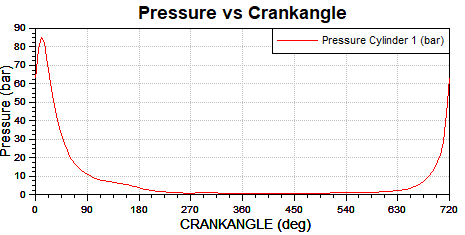 Pressure vs Crankangle
Pressure Cylinder 1 (bar)
Pressure (bar)
90
80
70
60
50
40
30
20
10
0
0 90 180 270 360 450 540 630 720
CRANKANGLE (deg)